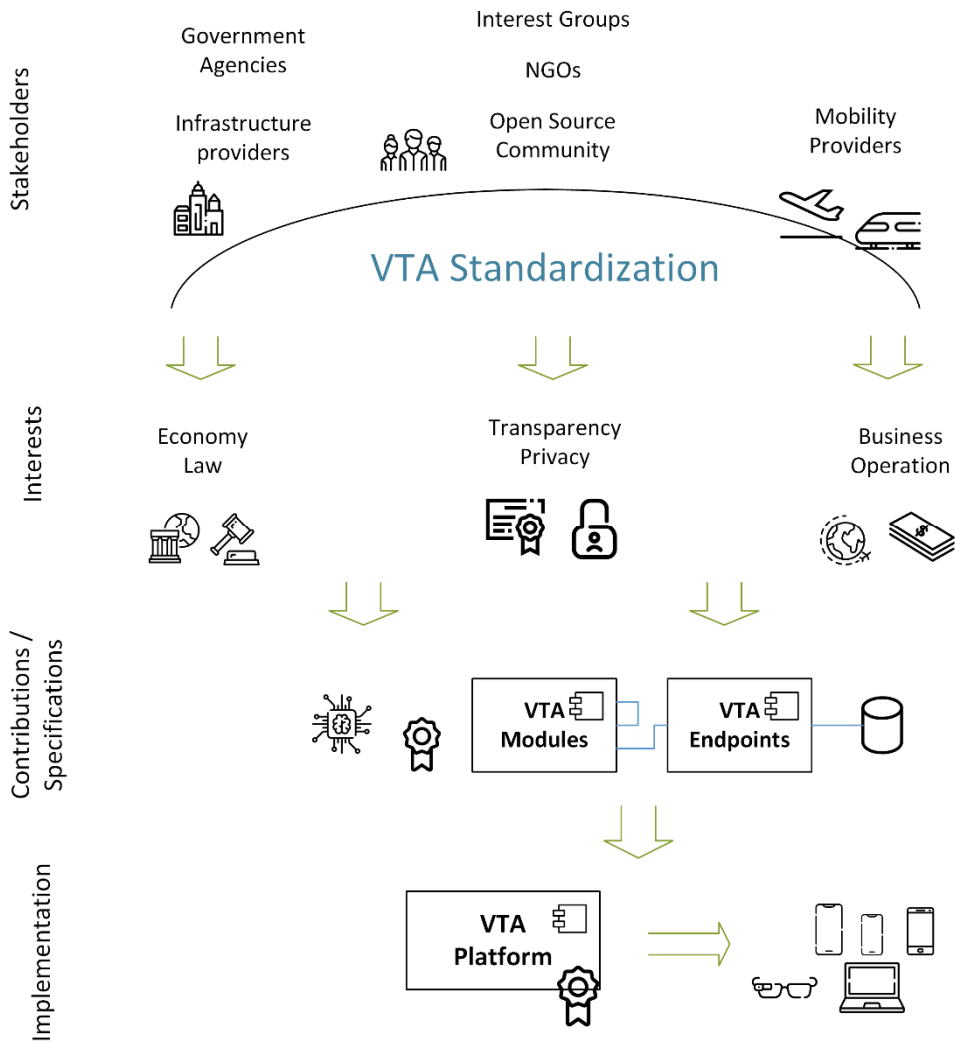 Stakeholders
Government
Agencies
Infrastructure
providers
Interest Groups
NGOs
Open Source
Community
Mobility
Providers
VTA Standardization
Interests
Economy
Law
Transparency
Privacy
Business
Operation
$
Contributions /
Specifications
VTA
Modules
VTA
Endpoints
Implementation
VTA
Platform